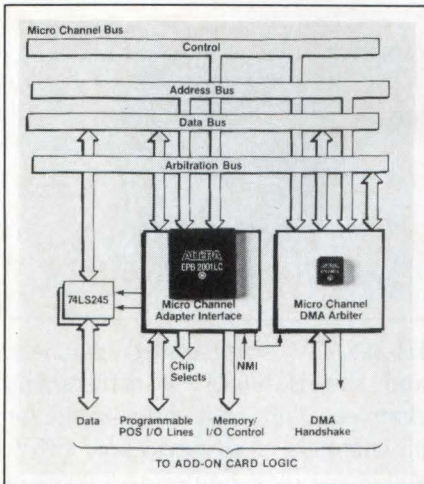 Micro Channel Bus
Control
Address Bus
Data Bus
Arbitration Bus
ALTERA
EPB 2001LC
74LS245
Micro Channel
Adapter Interface
Micro Channel
DMA Arbiter
Chip
Selects
NMI
Data
Programmable
POS I/O Lines
Memory/
I/O Control
DMA
Handshake
TO ADD-ON CARD LOGIC